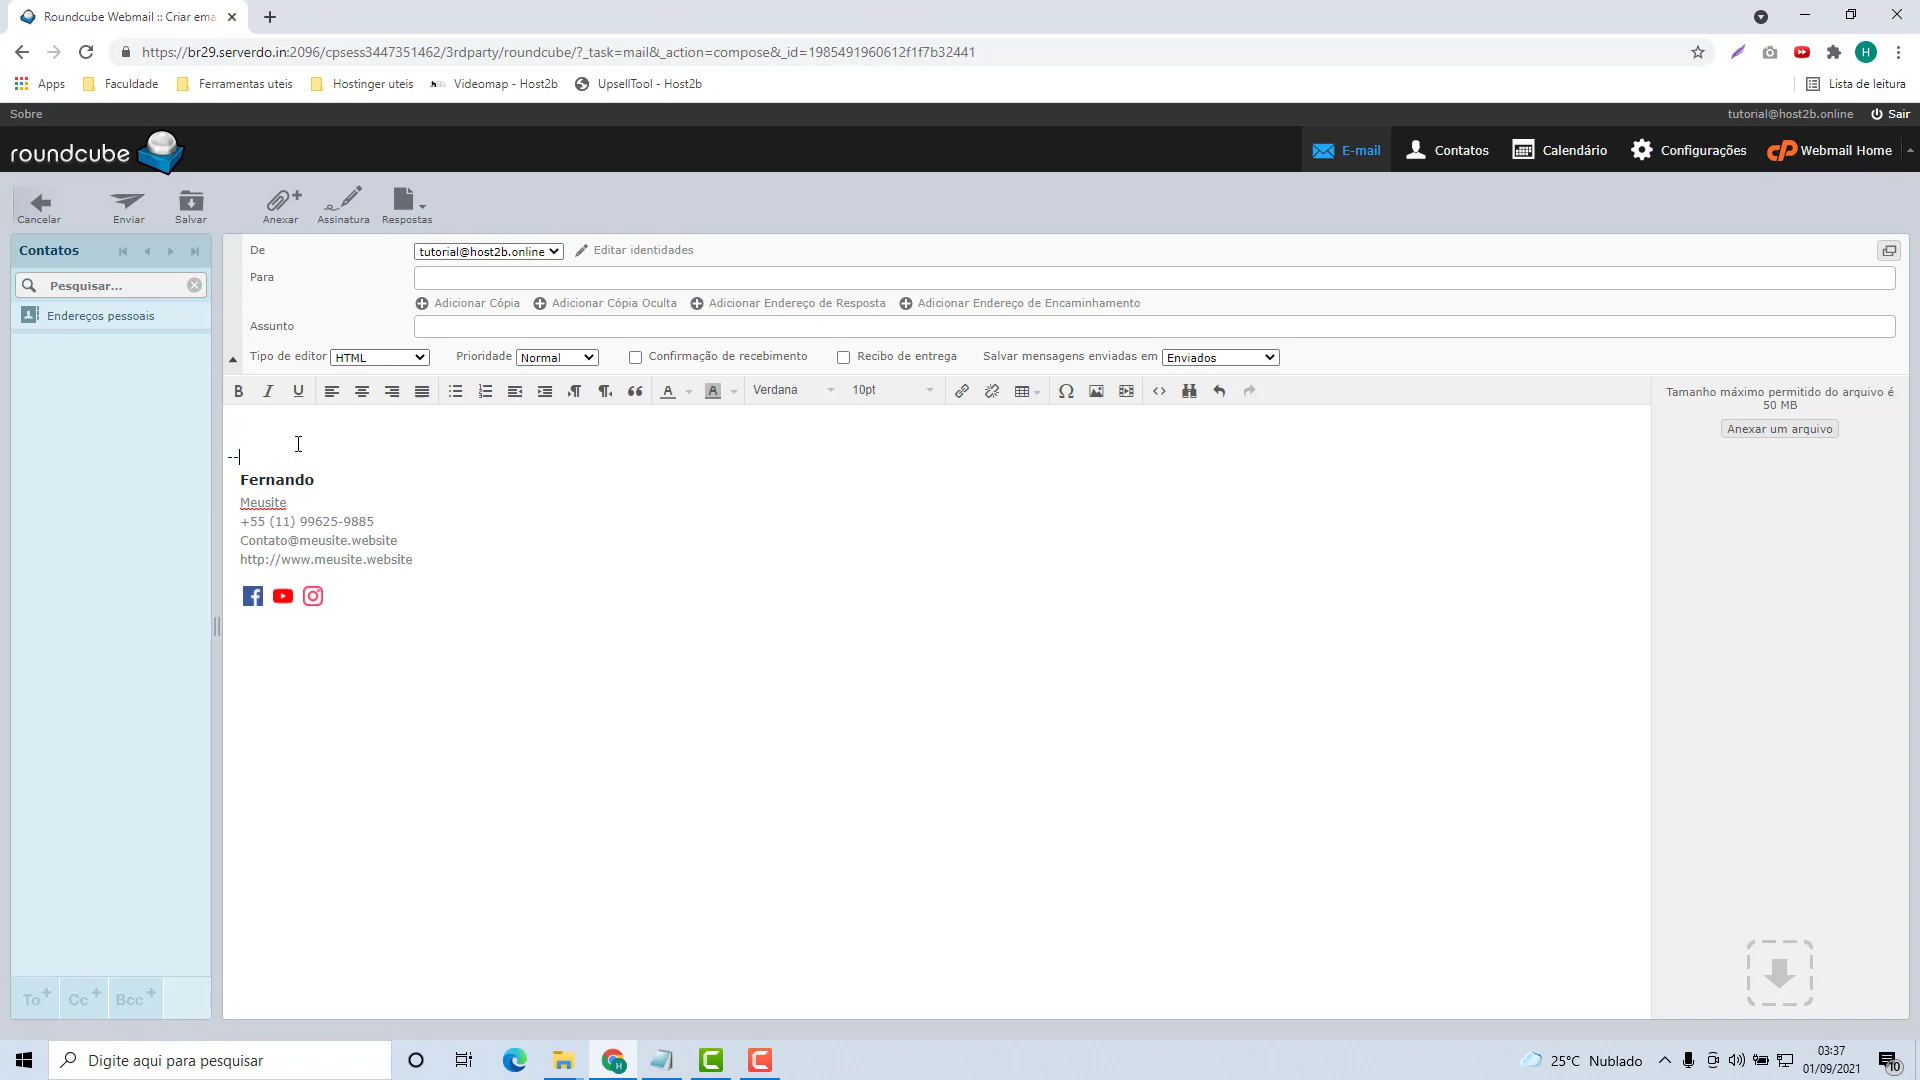 Roundcube Webmail :: Criar ema
https://br29.serverdo.in:2096/cpsess3447351462/3rdparty/roundcube/?_task=mail&_action=compose&_id=1985491960612f1f7b32441
H
Apps Faculdade Ferramentas uteis Hostinger uteis Videomap - Host2b UpsellTool - Host2b Lista de leitura
Sobre tutorial@host2b.online Sair
roundcube E-mail Contatos Calendário Configurações cP Webmail Home
Cancelar Enviar Salvar Anexar Assinatura Respostas
Contatos
Pesquisar...
Endereços pessoais
De tutorial@host2b.online Editar identidades
Para
Adicionar Cópia Adicionar Cópia Oculta Adicionar Endereço de Resposta Adicionar Endereço de Encaminhamento
Assunto
Tipo de editor HTML Prioridade Normal Confirmação de recebimento Recibo de entrega Salvar mensagens enviadas em Enviados
B I U A A Verdana 10pt Ω
Tamanho máximo permitido do arquivo é
50 MB
Anexar um arquivo
--
Fernando
Meusite
+55 (11) 99625-9885
Contato@meusite.website
http://www.meusite.website
To+ Cc+ Bcc+
Digite aqui para pesquisar
25°C Nublado
03:37
01/09/2021
10